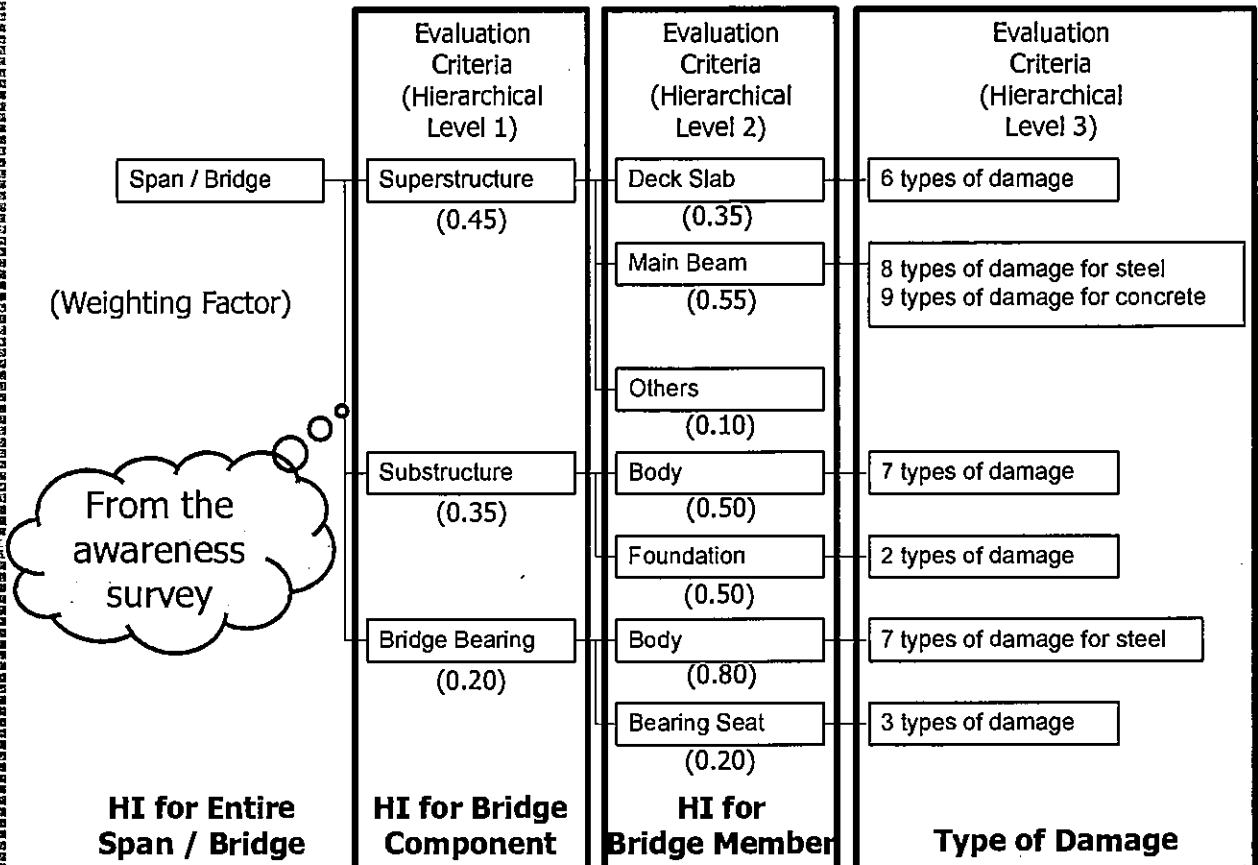 Evaluation
Criteria
(Hierarchical
Level 1)
Evaluation
Criteria
(Hierarchical
Level 2)
Evaluation
Criteria
(Hierarchical
Level 3)
Span / Bridge
Superstructure
(0.45)
Deck Slab
(0.35)
6 types of damage
(Weighting Factor)
Main Beam
(0.55)
8 types of damage for steel
9 types of damage for concrete
Others
(0.10)
From the
awareness
survey
Substructure
(0.35)
Body
(0.50)
7 types of damage
Foundation
(0.50)
2 types of damage
Bridge Bearing
(0.20)
Body
(0.80)
7 types of damage for steel
Bearing Seat
(0.20)
3 types of damage
HI for Entire
Span / Bridge
HI for Bridge
Component
HI for
Bridge Member
Type of Damage